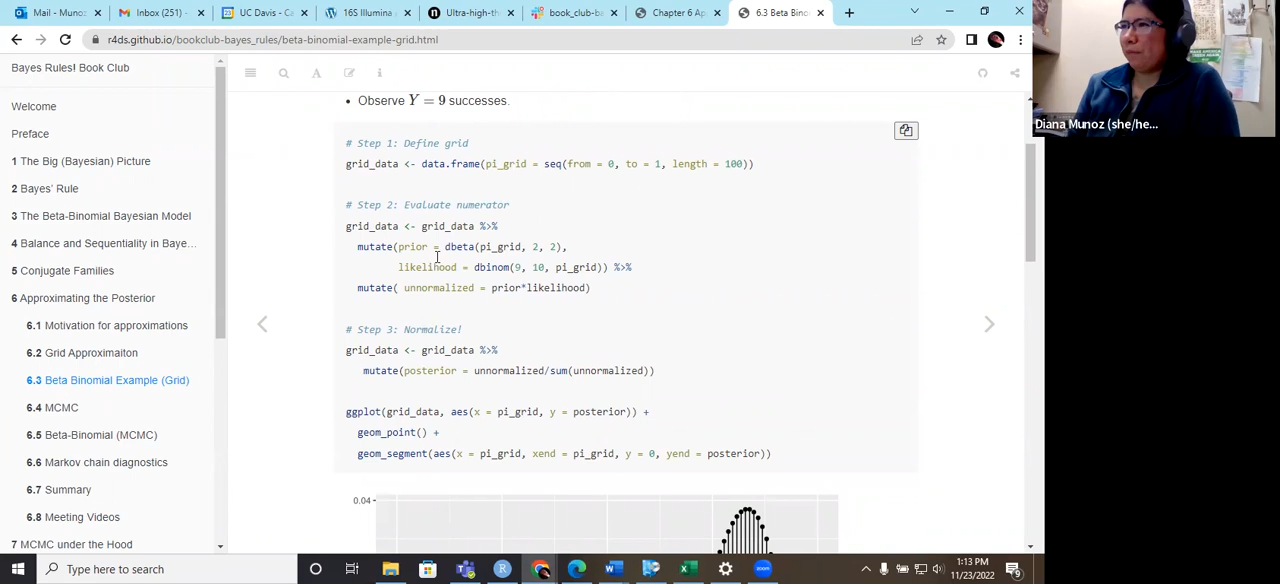 Mail - Munoz
Inbox (251) -
UC Davis - Ca
16S Illumina
Ultra-high-th
book_club-ba
Chapter 6 Ap
6.3 Beta Bino
r4ds.github.io/bookclub-bayes_rules/beta-binomial-example-grid.html
Diana Munoz (she/he...
Bayes Rules! Book Club
Welcome
Preface
1 The Big (Bayesian) Picture
2 Bayes' Rule
3 The Beta-Binomial Bayesian Model
4 Balance and Sequentiality in Baye...
5 Conjugate Families
6 Approximating the Posterior
6.1 Motivation for approximations
6.2 Grid Approximaiton
6.3 Beta Binomial Example (Grid)
6.4 MCMC
6.5 Beta-Binomial (MCMC)
6.6 Markov chain diagnostics
6.7 Summary
6.8 Meeting Videos
7 MCMC under the Hood
• Observe Y = 9 successes.
# Step 1: Define grid
grid_data <- data.frame(pi_grid = seq(from = 0, to = 1, length = 100))
# Step 2: Evaluate numerator
grid_data <- grid_data %>%
mutate(prior = dbeta(pi_grid, 2, 2),
likelihood = dbinom(9, 10, pi_grid)) %>%
mutate( unnormalized = prior*likelihood)
# Step 3: Normalize!
grid_data <- grid_data %>%
mutate(posterior = unnormalized/sum(unnormalized))
ggplot(grid_data, aes(x = pi_grid, y = posterior)) +
geom_point() +
geom_segment(aes(x = pi_grid, xend = pi_grid, y = 0, yend = posterior))
0.04
Type here to search
1:13 PM
11/23/2022